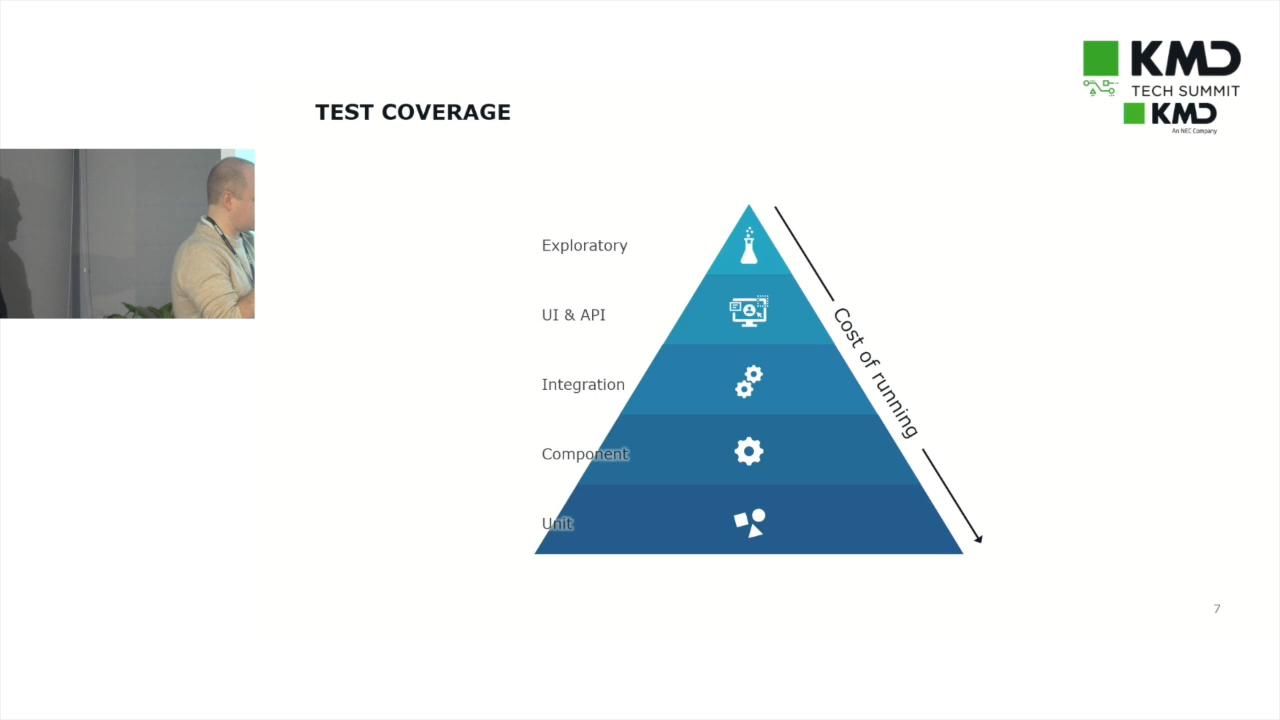 KMD
TECH SUMMIT
KMD
An NEC Company
TEST COVERAGE
Exploratory
UI & API
Integration
Component
Unit
Cost of running
7